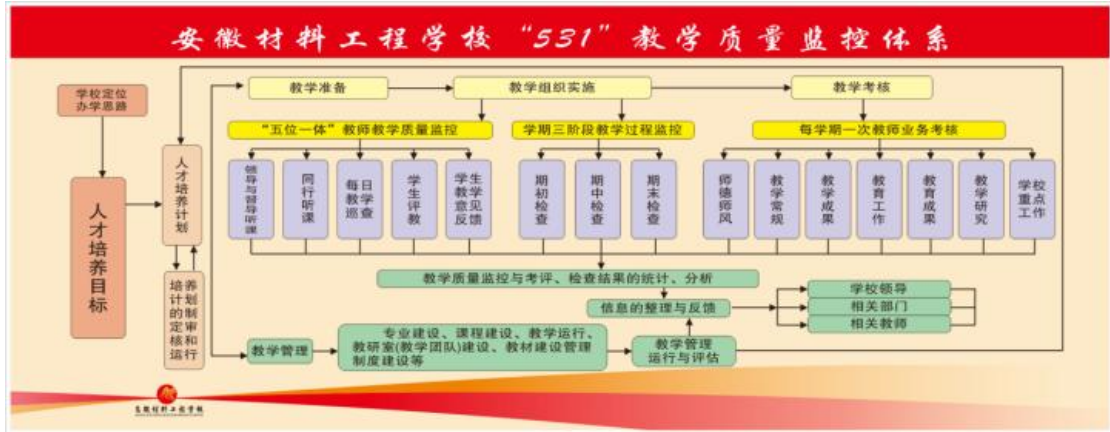 安徽材料工程学校“531”教学质量监控体系
学校定位
办学思路
人才培养目标
人才培养计划
培养计划的制定审核和运行
教学准备
教学组织实施
教学考核
“五位一体”教师教学质量监控
学期三阶段教学过程监控
每学期一次教师业务考核
领导与督导听课
同行听课
每日教学巡查
学生评教
学生教学意见反馈
期初检查
期中检查
期末检查
师德师风
教学常规
教学成果
教育工作
教育成果
教学研究
学校重点工作
教学质量监控与考评、检查结果的统计、分析
信息的整理与反馈
学校领导
相关部门
相关教师
教学管理
专业建设、课程建设、教学运行、
教研室(教学团队)建设、教材建设管理
制度建设等
教学管理
运行与评估
安徽材料工程学校